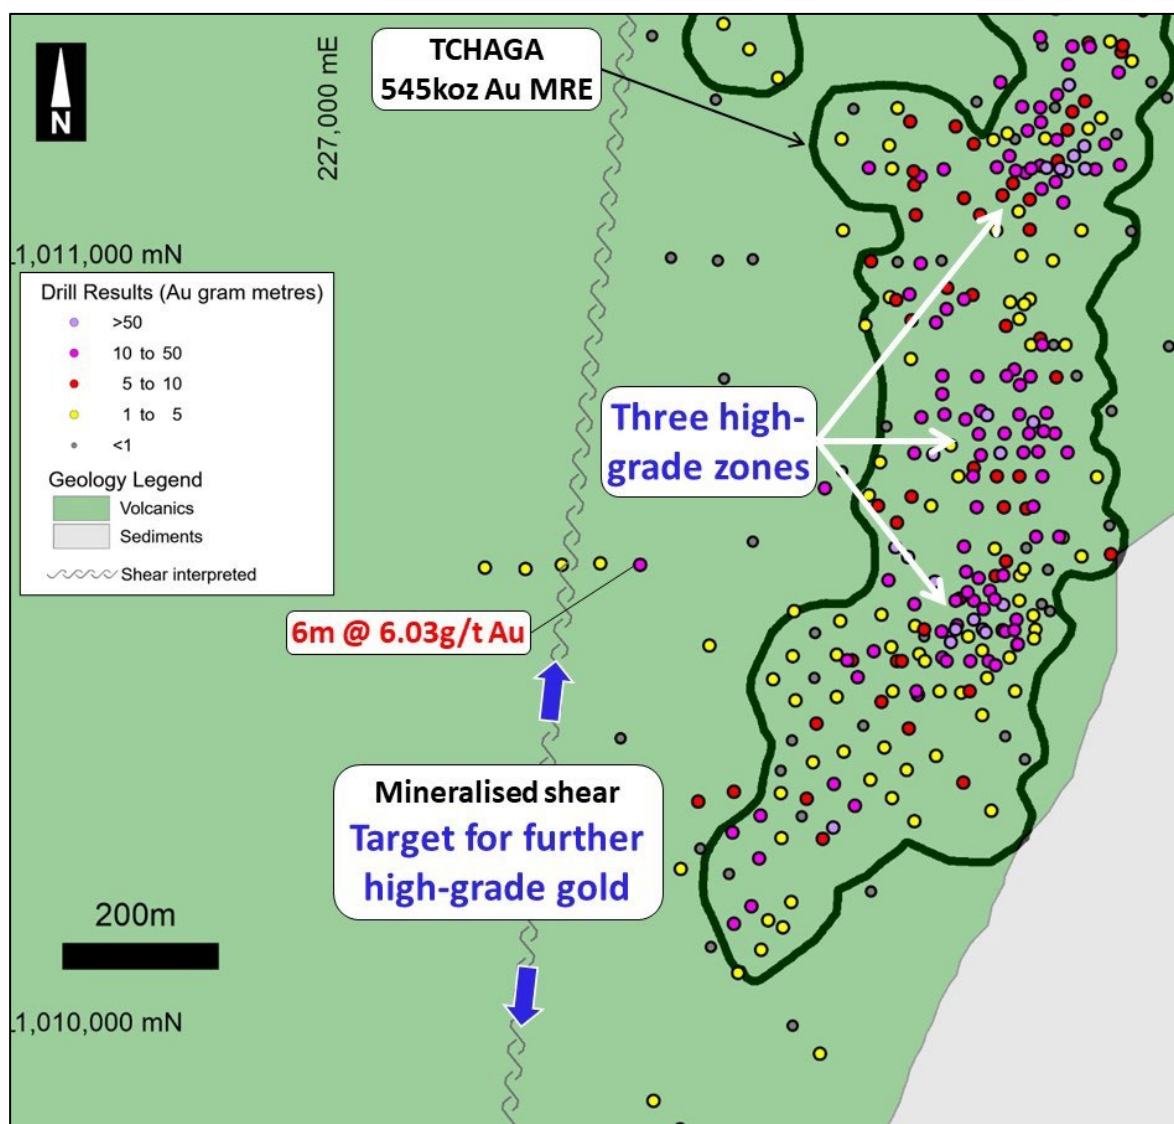 N
227,000 mE
TCHAGA
545koz Au MRE
1,011,000 mN
Drill Results (Au gram metres)
>50
10 to 50
5 to 10
1 to 5
<1
Geology Legend
Volcanics
Sediments
Shear interpreted
Three high-
grade zones
6m @ 6.03g/t Au
Mineralised shear
Target for further
high-grade gold
200m
1,010,000 mN